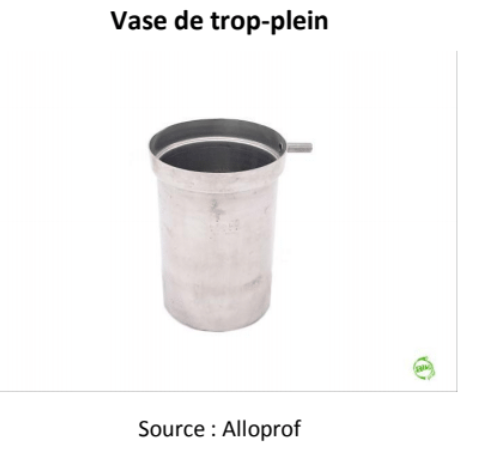 Vase de trop-plein
Source : Alloprof